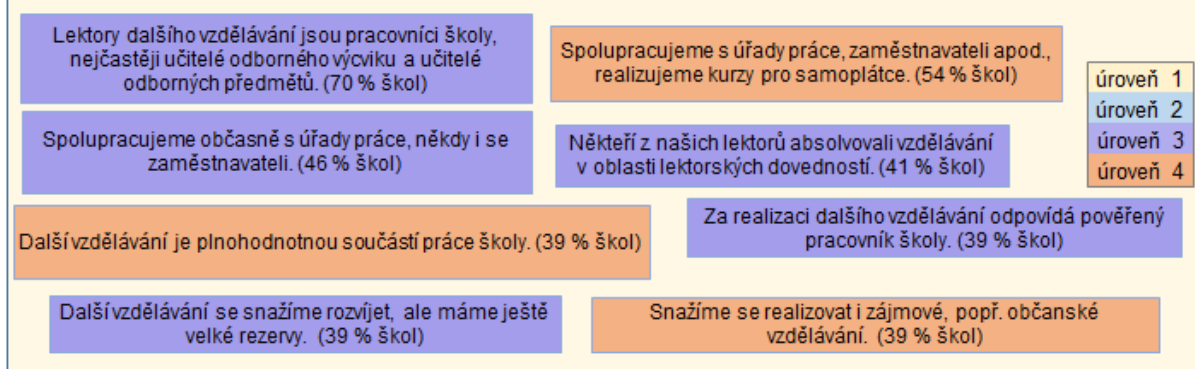 Lektory dalšího vzdělávání jsou pracovníci školy,
nejčastěji učitelé odborného výcviku a učitelé
odborných předmětů. (70 % škol)
Spolupracujeme s úřady práce, zaměstnavateli apod.,
realizujeme kurzy pro samoplátce. (54 % škol)
úroveň 1
úroveň 2
úroveň 3
úroveň 4
Spolupracujeme občasně s úřady práce, někdy i se
zaměstnavateli. (46 % škol)
Někteří z našich lektorů absolvovali vzdělávání
v oblasti lektorských dovedností. (41 % škol)
Další vzdělávání je plnohodnotnou součástí práce školy. (39 % škol)
Za realizaci dalšího vzdělávání odpovídá pověřený
pracovník školy. (39 % škol)
Další vzdělávání se snažíme rozvíjet, ale máme ještě
velké rezervy. (39 % škol)
Snažíme se realizovat i zájmové, popř. občanské
vzdělávání. (39 % škol)